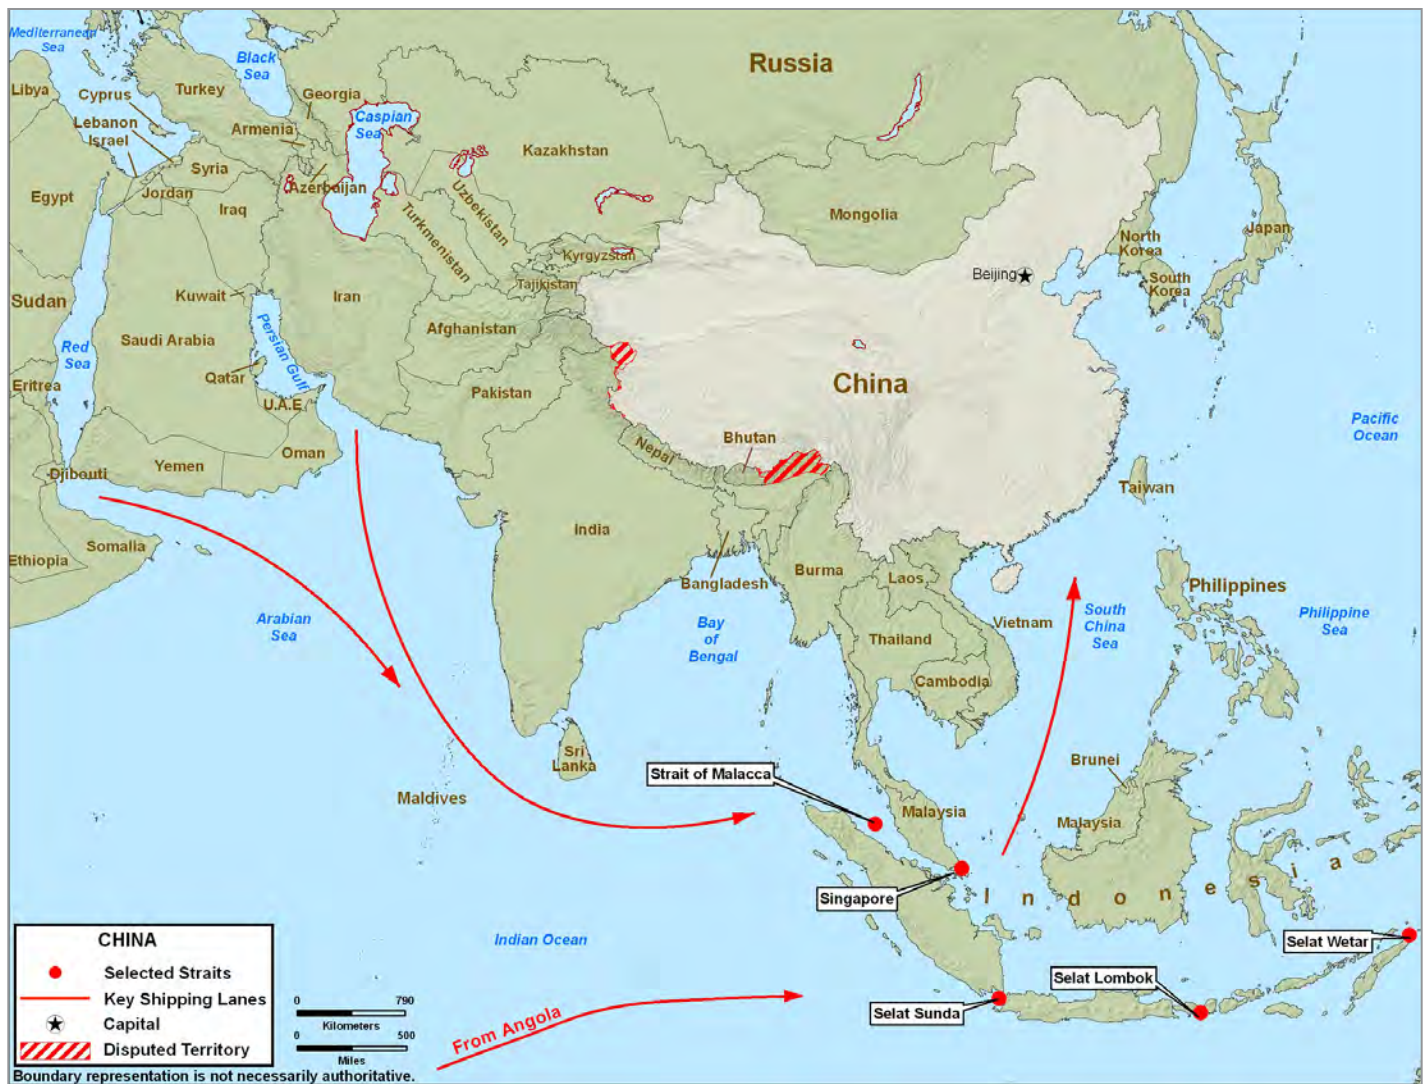 Mediterranean
Sea
Black
Sea
Russia
Libya
Cyprus
Turkey
Georgia
Lebanon
Israel
Armenia
Caspian
Sea
Kazakhstan
Syria
Egypt
Jordan
Azerbaijan
Iraq
Uzbekistan
Turkmenistan
Mongolia
North
Korea
Japan
Kyrgyzstan
Tajikistan
Beijing
South
Korea
Sudan
Kuwait
Iran
Afghanistan
Red
Sea
Saudi Arabia
Persian Gulf
Qatar
Eritrea
U.A.E
Pakistan
China
Pacific
Ocean
Bhutan
Nepal
Djibouti
Yemen
Oman
Taiwan
India
Ethiopia
Somalia
Bangladesh
Burma
Laos
Philippines
Arabian
Sea
Bay
of
Bengal
Thailand
Vietnam
South
China
Sea
Philippine
Sea
Cambodia
Sri
Lanka
Strait of Malacca
Brunei
Maldives
Malaysia
Malaysia
Singapore
Indonesia
Indian Ocean
Selat Wetar
Selat Lombok
Selat Sunda
From Angola
CHINA
Selected Straits
Key Shipping Lanes
Capital
Disputed Territory
0 790
Kilometers
0 500
Miles
Boundary representation is not necessarily authoritative.